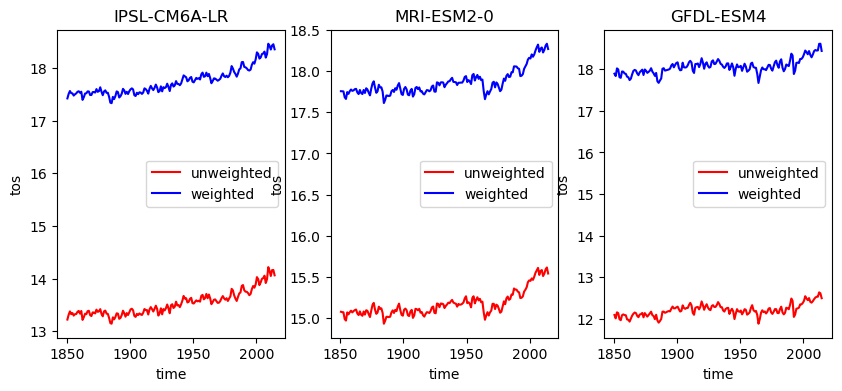 IPSL-CM6A-LR
tos
18
17
16
15
14
13
unweighted
weighted
1850
1900
1950
2000
time
MRI-ESM2-0
tos
18.5
18.0
17.5
17.0
16.5
16.0
15.5
15.0
unweighted
weighted
1850
1900
1950
2000
time
GFDL-ESM4
tos
18
17
16
15
14
13
12
unweighted
weighted
1850
1900
1950
2000
time